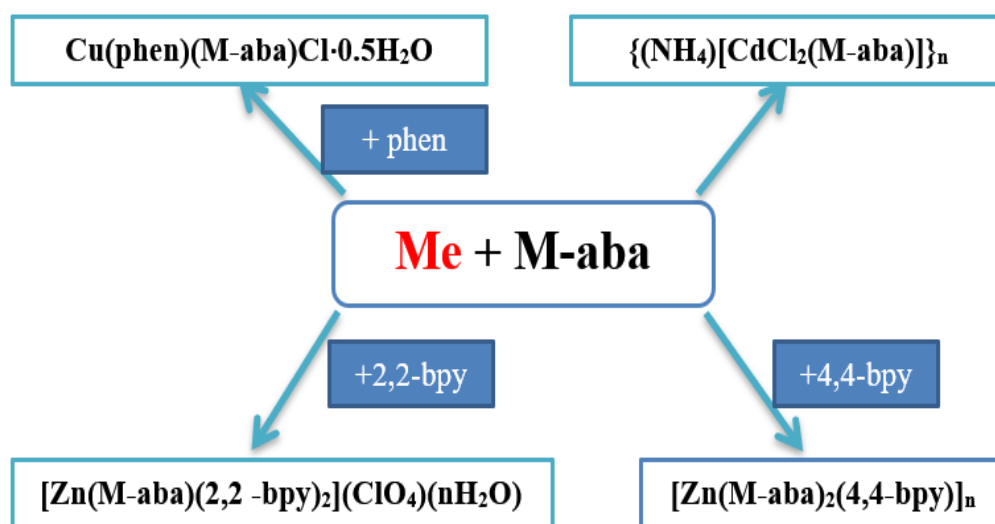 Cu(phen)(M-aba)Cl·0.5H₂O
{(NH₄)[CdCl₂(M-aba)]}ₙ
+ phen
Me + M-aba
+2,2-bpy
+4,4-bpy
[Zn(M-aba)(2,2 -bpy)₂](ClO₄)(nH₂O)
[Zn(M-aba)₂(4,4-bpy)]ₙ